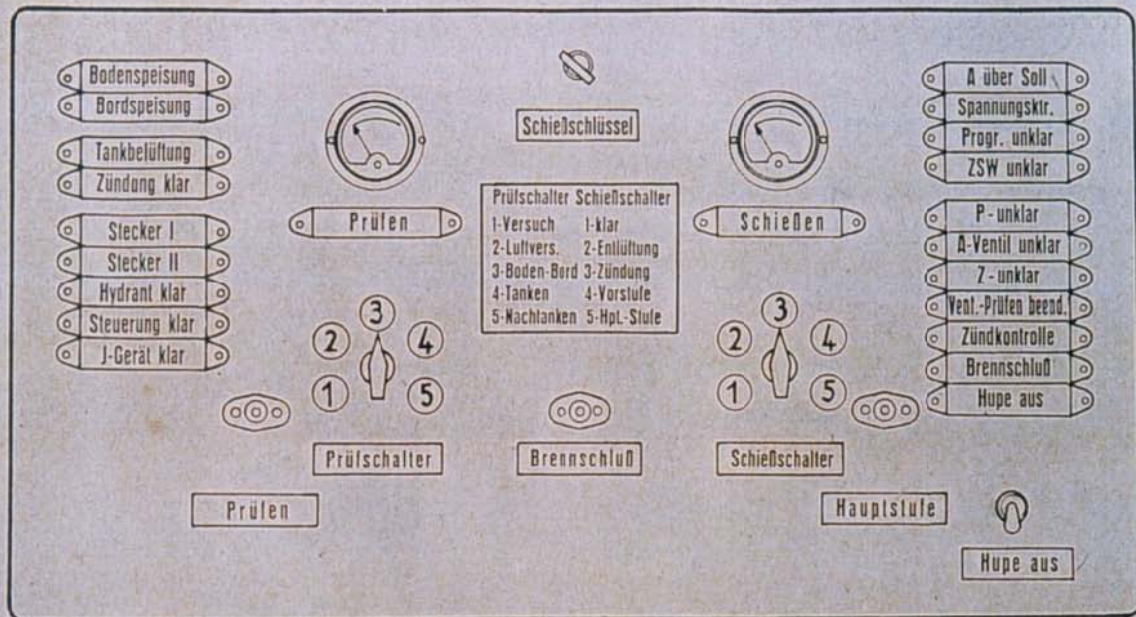 Bodenspeisung
Bordspeisung
Tankbelüftung
Zündung klar
Stecker I
Stecker II
Hydrant klar
Steuerung klar
J-Gerät klar
Prüfen
Schießschlüssel
Prüfschalter Schießschalter
1-Versuch 1-klar
2-Luftvers. 2-Entlüftung
3-Boden-Bord 3-Zündung
4-Tanken 4-Vorstufe
5-Nachtanken 5-Hpt.-Stufe
Schießen
A über Soll
Spannungsktr.
Progr. unklar
ZSW unklar
P-unklar
A-Ventil unklar
Z-unklar
Vent.-Prüfen beend.
Zündkontrolle
Brennschluß
Hupe aus
1
2
3
4
5
Prüfschalter
Prüfen
Brennschluß
1
2
3
4
5
Schießschalter
Hauptstufe
Hupe aus